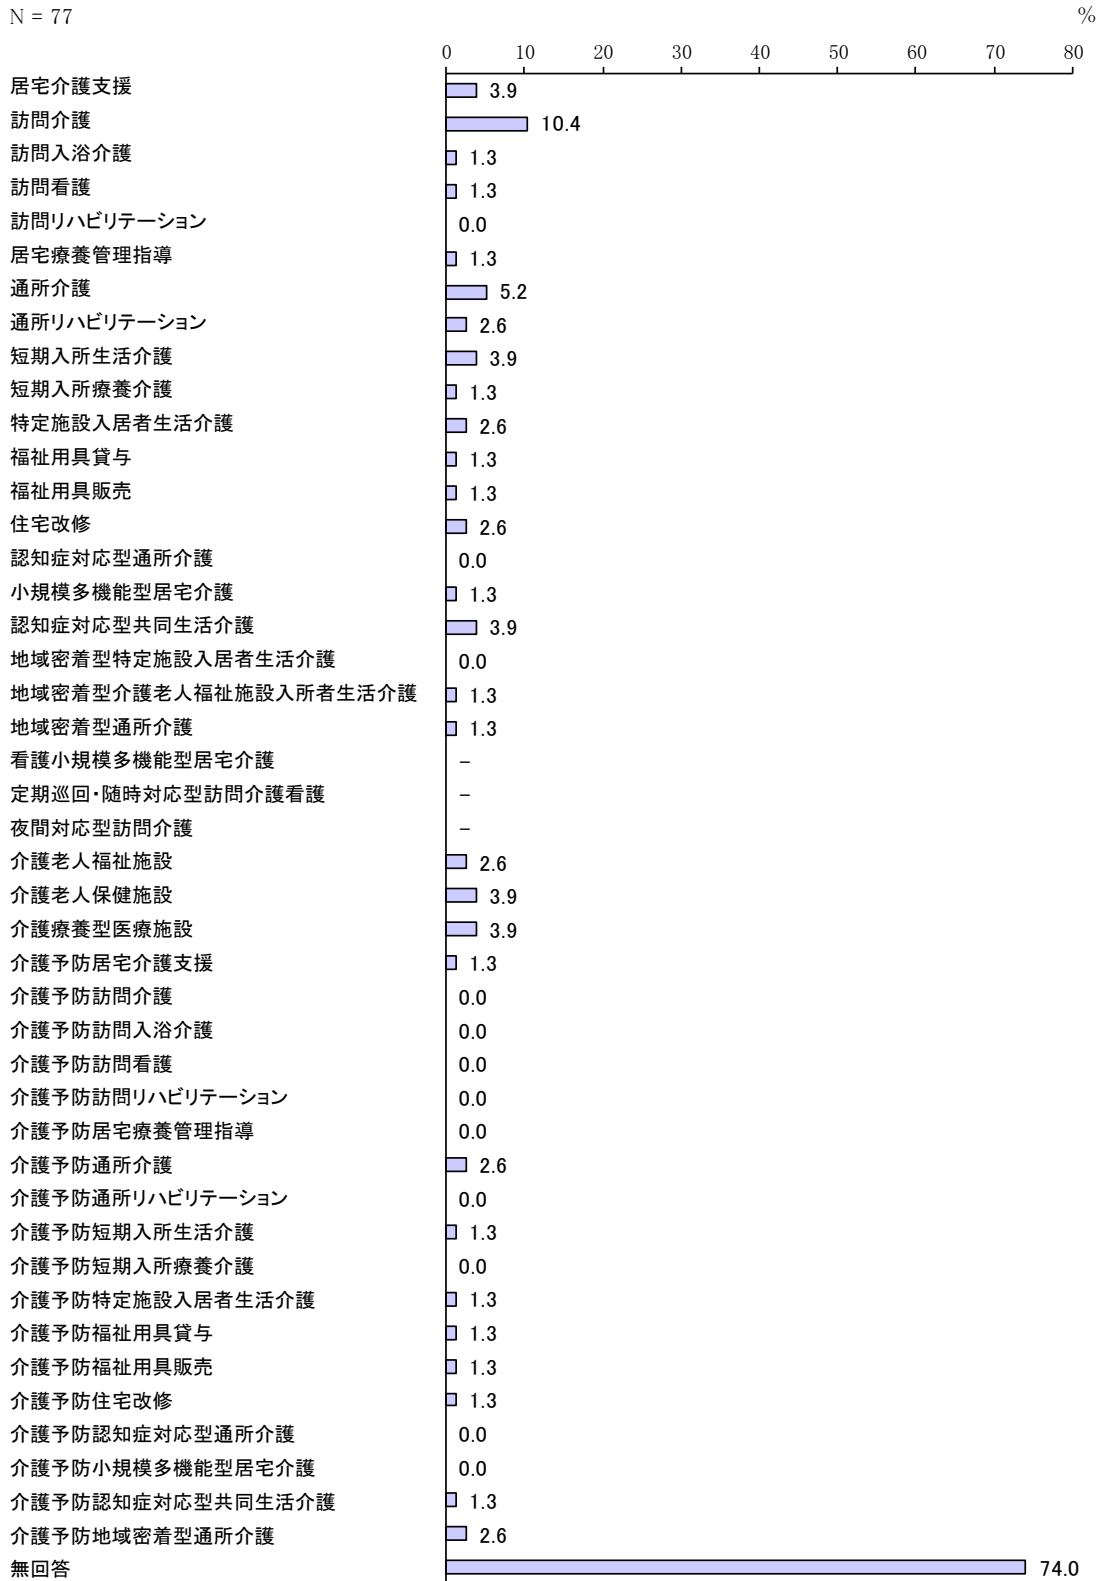 N = 77 %
0 10 20 30 40 50 60 70 80
居宅介護支援 3.9
訪問介護 10.4
訪問入浴介護 1.3
訪問看護 1.3
訪問リハビリテーション 0.0
居宅療養管理指導 1.3
通所介護 5.2
通所リハビリテーション 2.6
短期入所生活介護 3.9
短期入所療養介護 1.3
特定施設入居者生活介護 2.6
福祉用具貸与 1.3
福祉用具販売 1.3
住宅改修 2.6
認知症対応型通所介護 0.0
小規模多機能型居宅介護 1.3
認知症対応型共同生活介護 3.9
地域密着型特定施設入居者生活介護 0.0
地域密着型介護老人福祉施設入所者生活介護 1.3
地域密着型通所介護 1.3
看護小規模多機能型居宅介護 –
定期巡回・随時対応型訪問介護看護 –
夜間対応型訪問介護 –
介護老人福祉施設 2.6
介護老人保健施設 3.9
介護療養型医療施設 3.9
介護予防居宅介護支援 1.3
介護予防訪問介護 0.0
介護予防訪問入浴介護 0.0
介護予防訪問看護 0.0
介護予防訪問リハビリテーション 0.0
介護予防居宅療養管理指導 0.0
介護予防通所介護 2.6
介護予防通所リハビリテーション 0.0
介護予防短期入所生活介護 1.3
介護予防短期入所療養介護 0.0
介護予防特定施設入居者生活介護 1.3
介護予防福祉用具貸与 1.3
介護予防福祉用具販売 1.3
介護予防住宅改修 1.3
介護予防認知症対応型通所介護 0.0
介護予防小規模多機能型居宅介護 0.0
介護予防認知症対応型共同生活介護 1.3
介護予防地域密着型通所介護 2.6
無回答 74.0